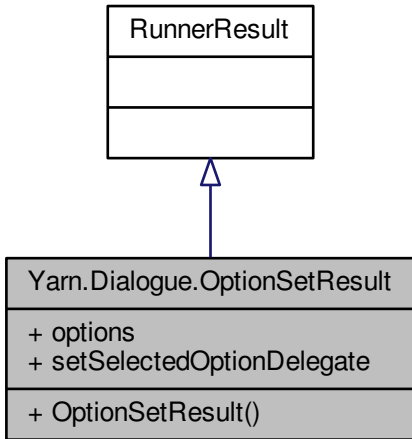 RunnerResult
Yarn.Dialogue.OptionSetResult
+ options
+ setSelectedOptionDelegate
+ OptionSetResult()